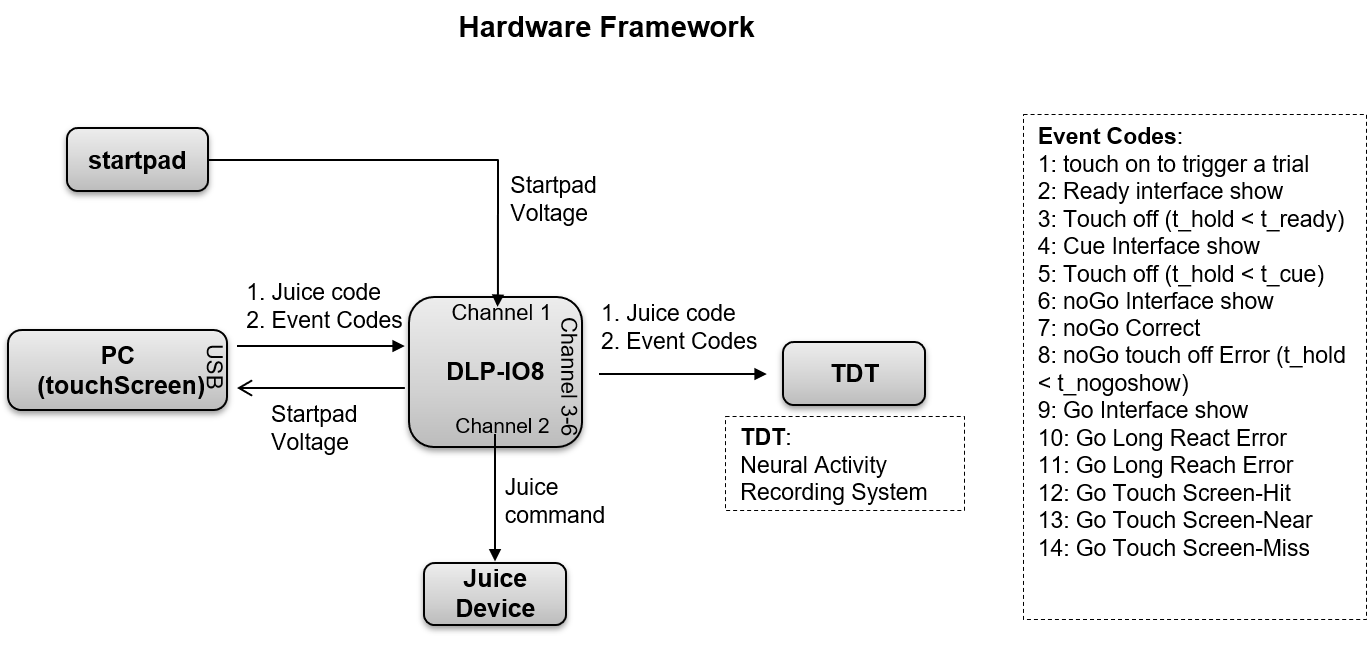 Hardware Framework
startpad
Startpad
Voltage
1. Juice code
2. Event Codes
PC
(touchScreen)
USB
Startpad
Voltage
Channel 1
DLP-IO8
Channel 2
Channel 3-6
1. Juice code
2. Event Codes
TDT
TDT:
Neural Activity
Recording System
Juice
command
Juice
Device
Event Codes:
1: touch on to trigger a trial
2: Ready interface show
3: Touch off (t_hold < t_ready)
4: Cue Interface show
5: Touch off (t_hold < t_cue)
6: noGo Interface show
7: noGo Correct
8: noGo touch off Error (t_hold
< t_nogoshow)
9: Go Interface show
10: Go Long React Error
11: Go Long Reach Error
12: Go Touch Screen-Hit
13: Go Touch Screen-Near
14: Go Touch Screen-Miss